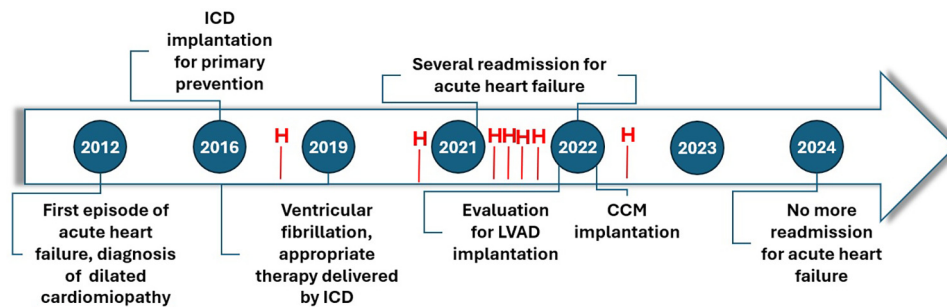 ICD
implantation
for primary
prevention
Several readmission for
acute heart failure
2012
2016
H
2019
H
2021
HHHH
2022
H
2023
2024
First episode of
acute heart
failure, diagnosis
of dilated
cardiomiopathy
Ventricular
fibrillation,
appropriate
therapy delivered
by ICD
Evaluation
for LVAD
implantation
CCM
implantation
No more
readmission
for acute heart
failure